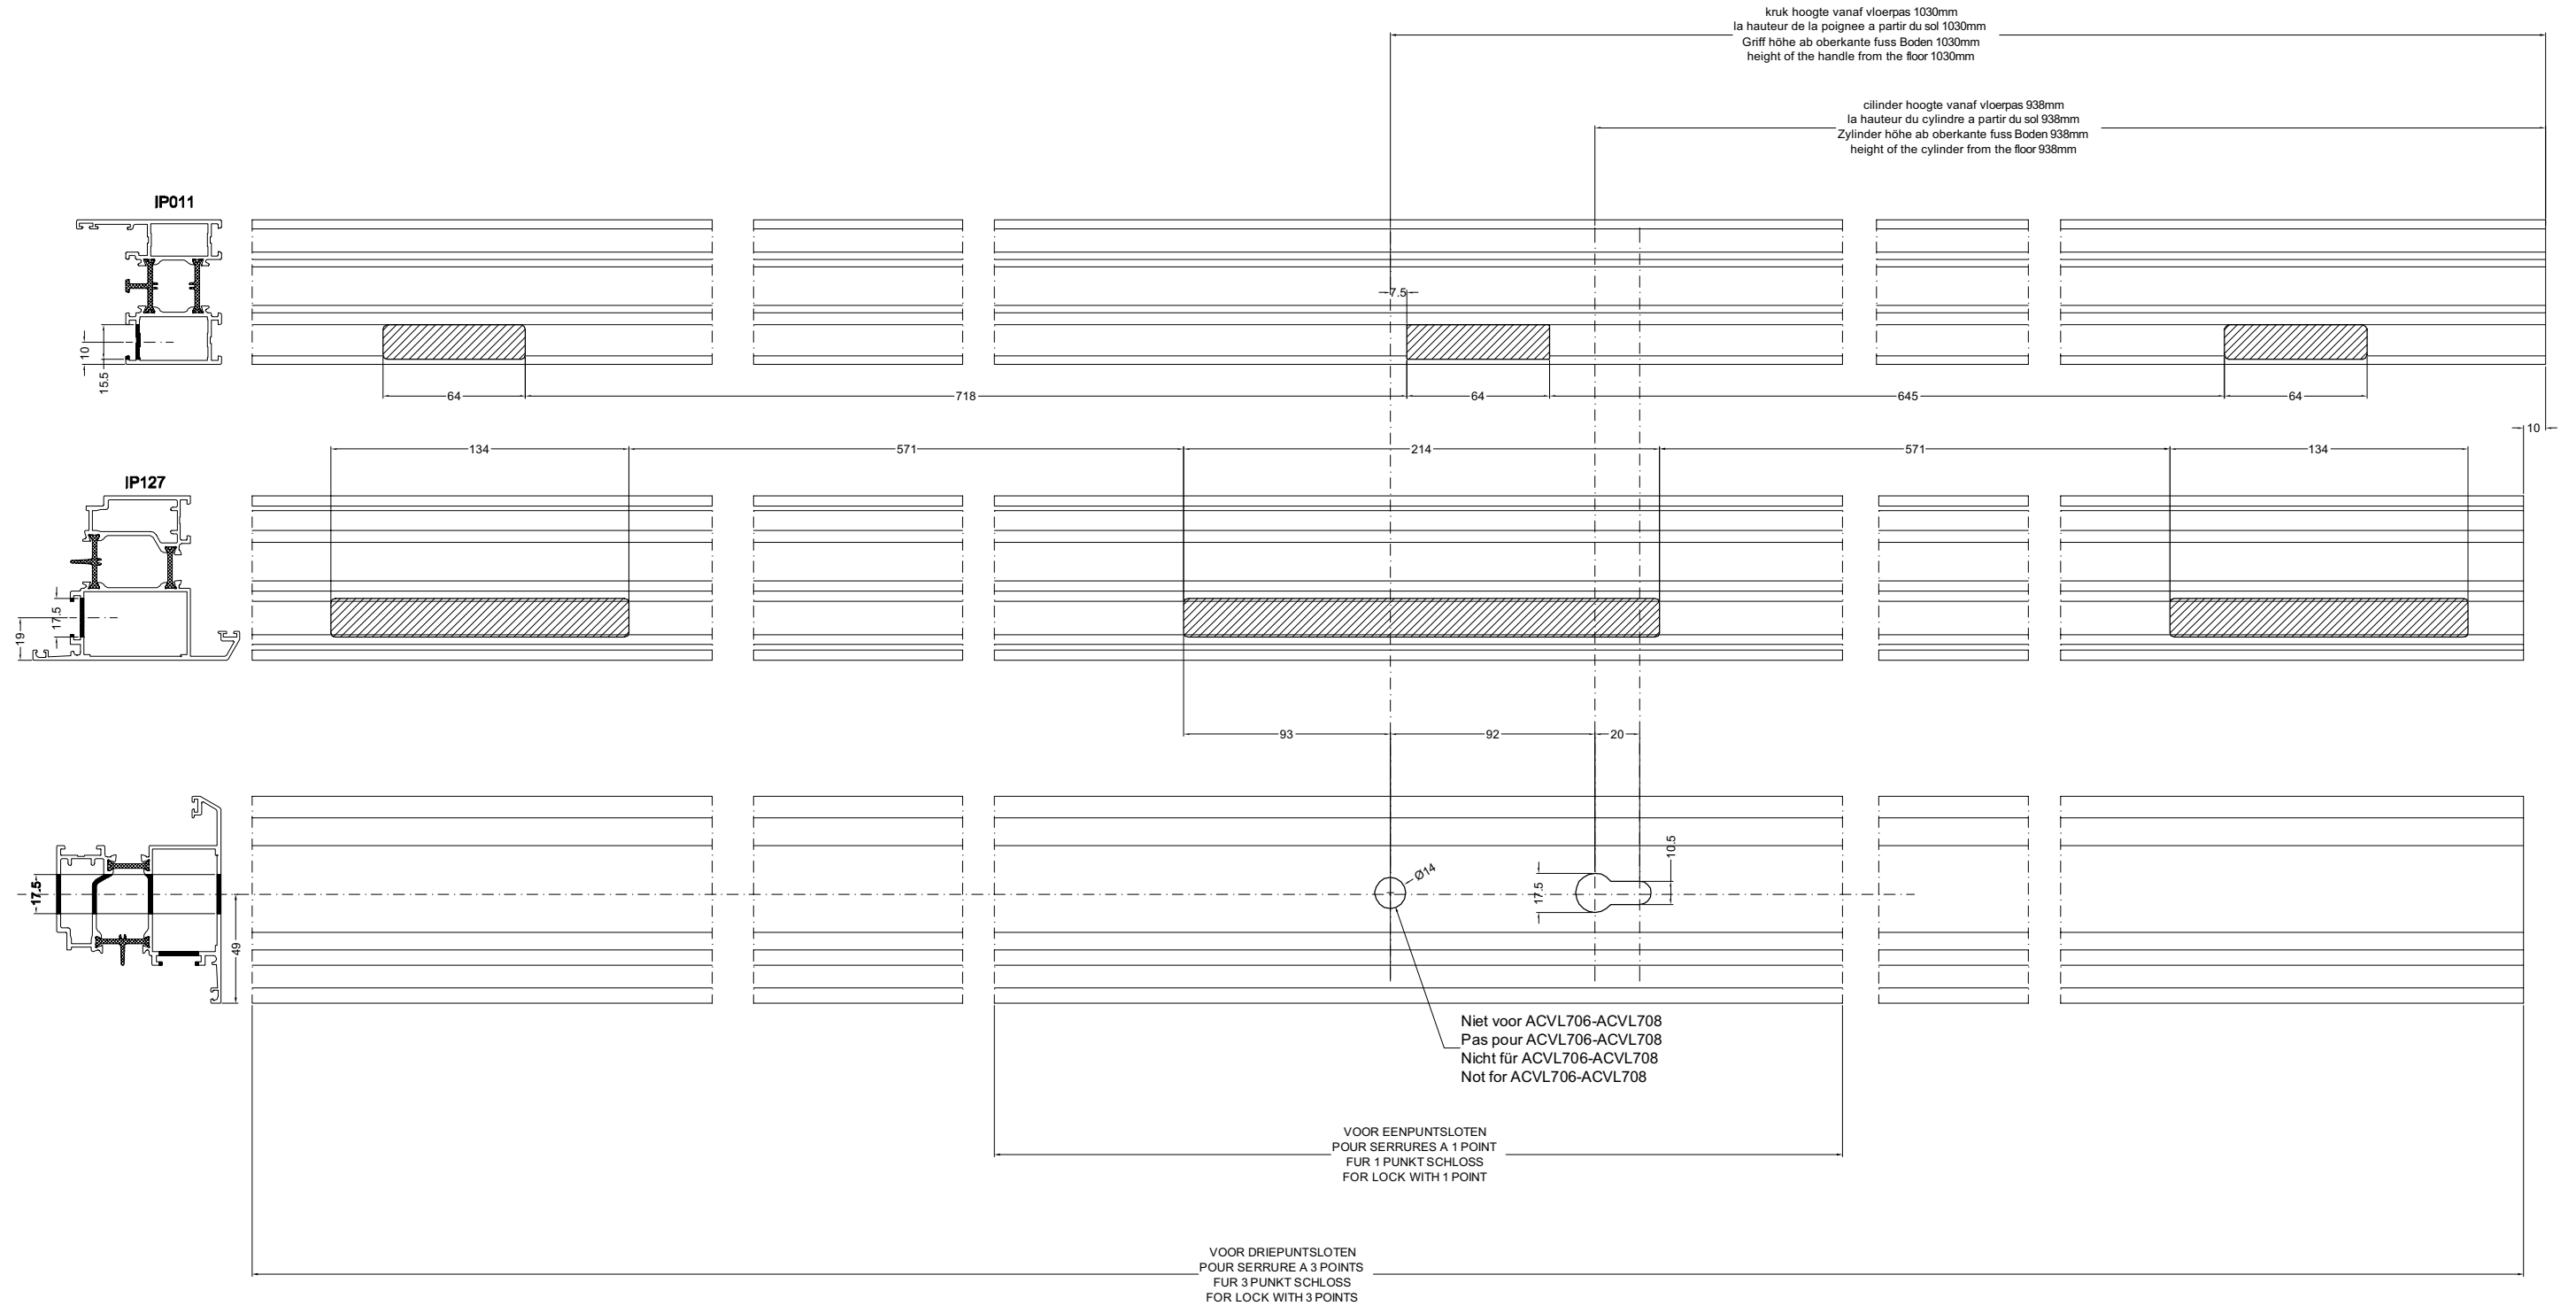 kruk hoogte vanaf vloerpas 1030mm
la hauteur de la poignee a partir du sol 1030mm
Griff höhe ab oberkante fuss Boden 1030mm
height of the handle from the floor 1030mm
cilinder hoogte vanaf vloerpas 938mm
la hauteur du cylindre a partir du sol 938mm
Zylinder höhe ab oberkante fuss Boden 938mm
height of the cylinder from the floor 938mm
IP011
7.5
10
15.5
64
718
64
645
64
10
134
571
214
571
134
IP127
17.5
19
93
92
20
17.5
49
Ø14
17.5
10.5
Niet voor ACVL706-ACVL708
Pas pour ACVL706-ACVL708
Nicht für ACVL706-ACVL708
Not for ACVL706-ACVL708
VOOR EENPUNTSLOTEN
POUR SERRURES A 1 POINT
FUR 1 PUNKT SCHLOSS
FOR LOCK WITH 1 POINT
VOOR DRIEPUNTSLOTEN
POUR SERRURE A 3 POINTS
FUR 3 PUNKT SCHLOSS
FOR LOCK WITH 3 POINTS